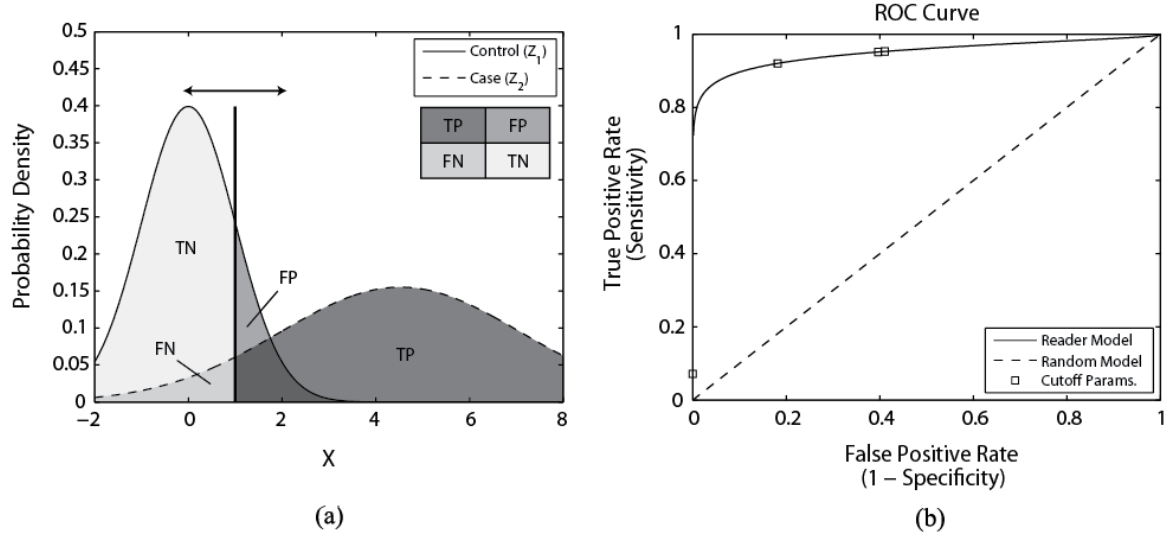 0.5
0.45
0.4
0.35
0.3
0.25
0.2
0.15
0.1
0.05
0
Probability Density
Control (Z1)
Case (Z2)
TP FP
FN TN
TN
FP
FN
TP
−2 0 2 4 6 8
X
(a)
ROC Curve
1
0.8
0.6
0.4
0.2
0
True Positive Rate
(Sensitivity)
Reader Model
Random Model
Cutoff Params.
0 0.2 0.4 0.6 0.8 1
False Positive Rate
(1 – Specificity)
(b)